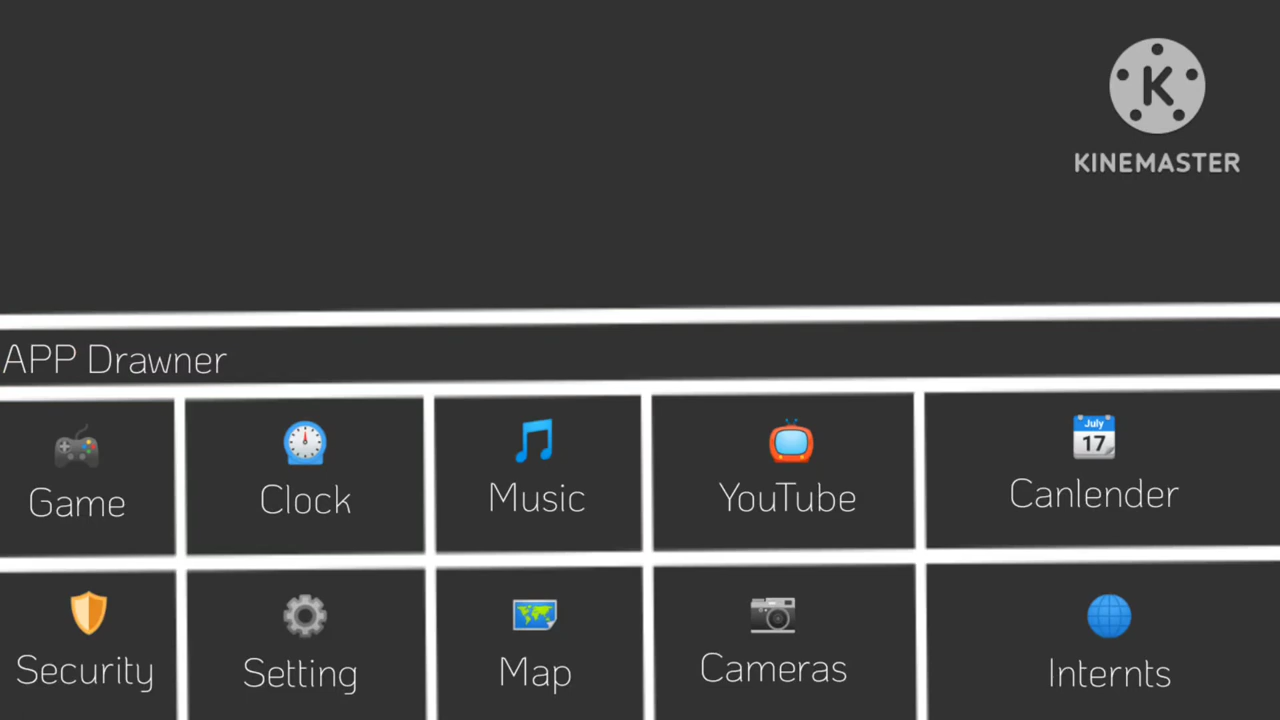 K
KINEMASTER
APP Drawner
Game
Clock
Music
YouTube
July
17
Canlender
Security
Setting
Map
Cameras
Internts